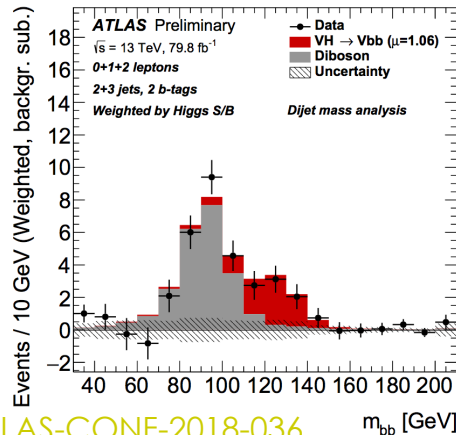 ATLAS Preliminary
√s = 13 TeV, 79.8 fb⁻¹
0+1+2 leptons
2+3 jets, 2 b-tags
Weighted by Higgs S/B
Data
VH → Vbb (μ=1.06)
Diboson
Uncertainty
Dijet mass analysis
Events / 10 GeV (Weighted, backgr. sub.)
18
16
14
12
10
8
6
4
2
0
−2
40 60 80 100 120 140 160 180 200
m_bb [GeV]
LAS-CONF-2018-036